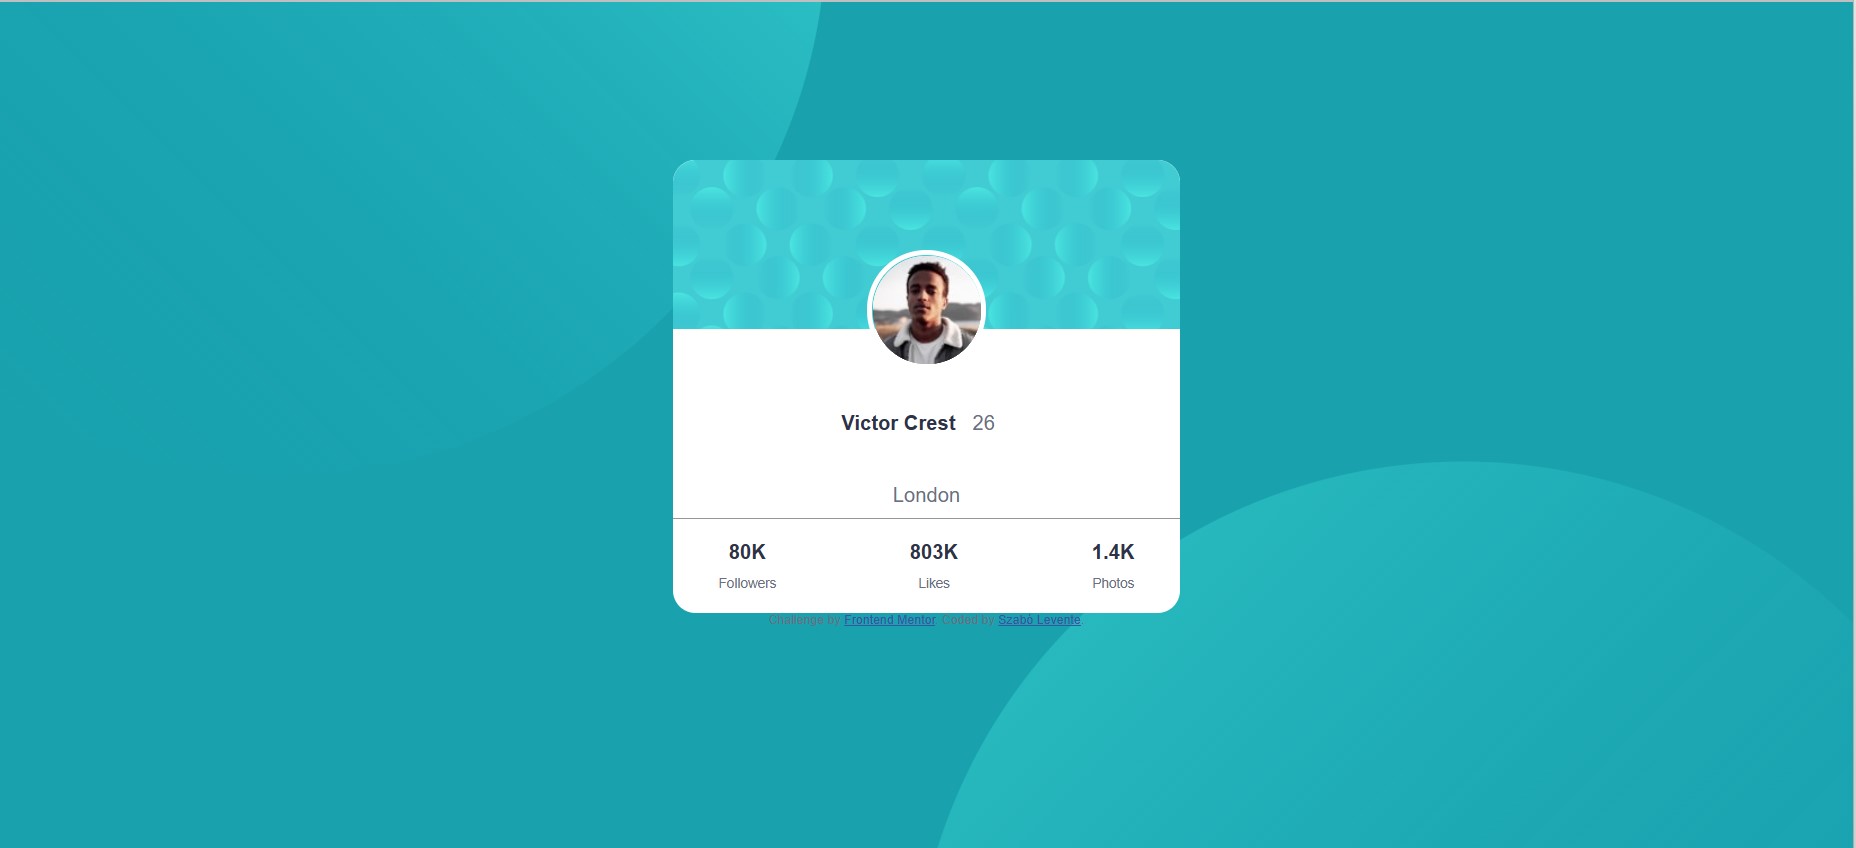 Victor Crest 26
London
80K 803K 1.4K
Followers Likes Photos
Challenge by Frontend Mentor. Coded by Szabó Levente.